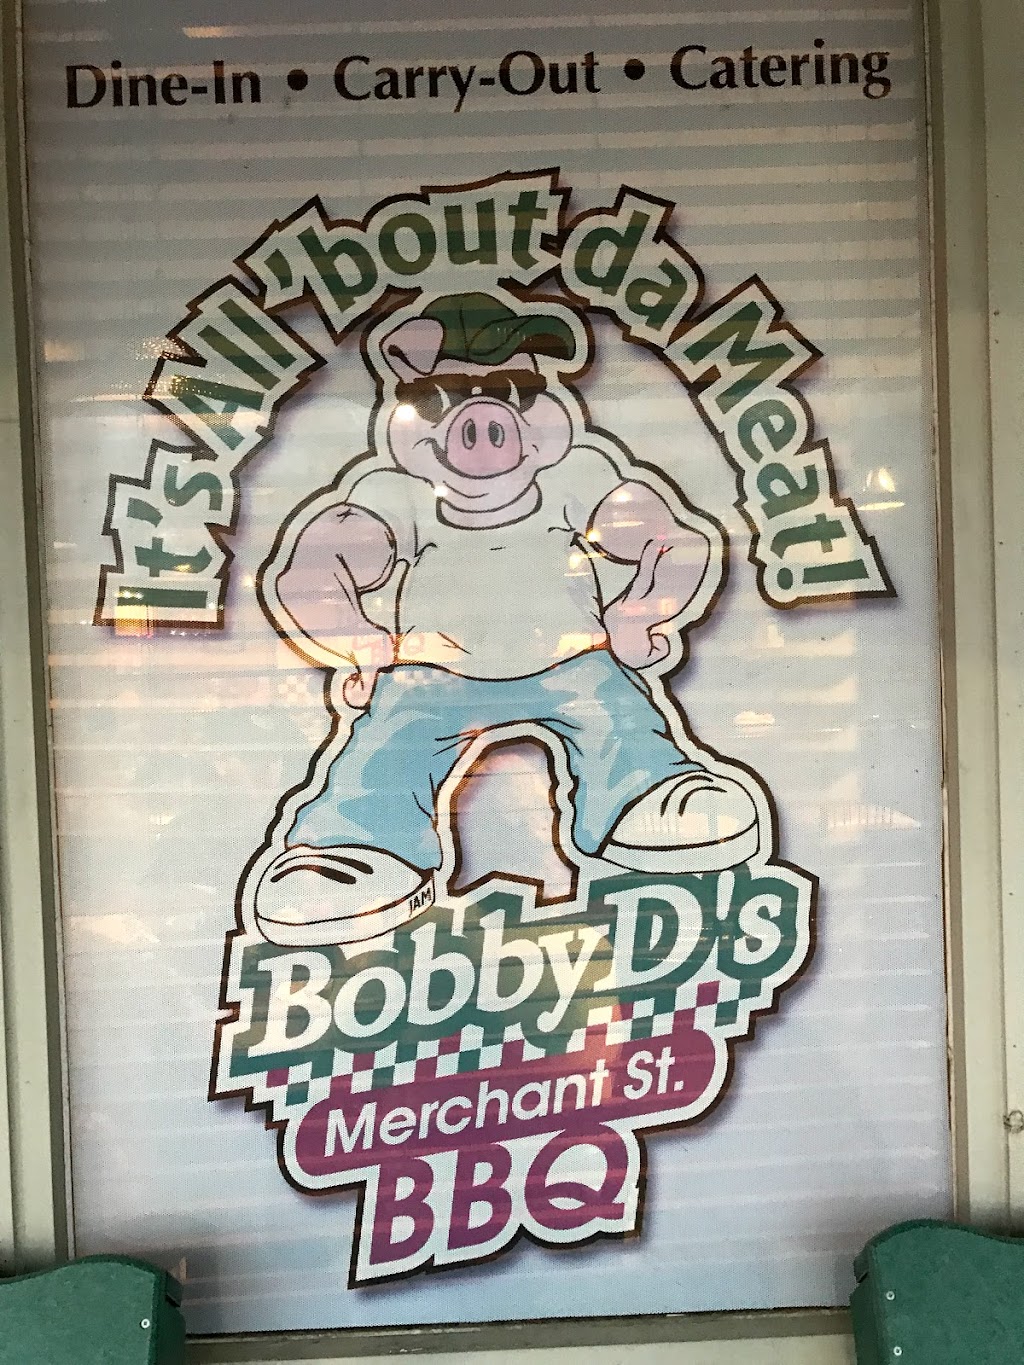 Dine-In • Carry-Out • Catering
It's All 'bout da Meat!
JAM
Bobby D's
Merchant St.
BBQ